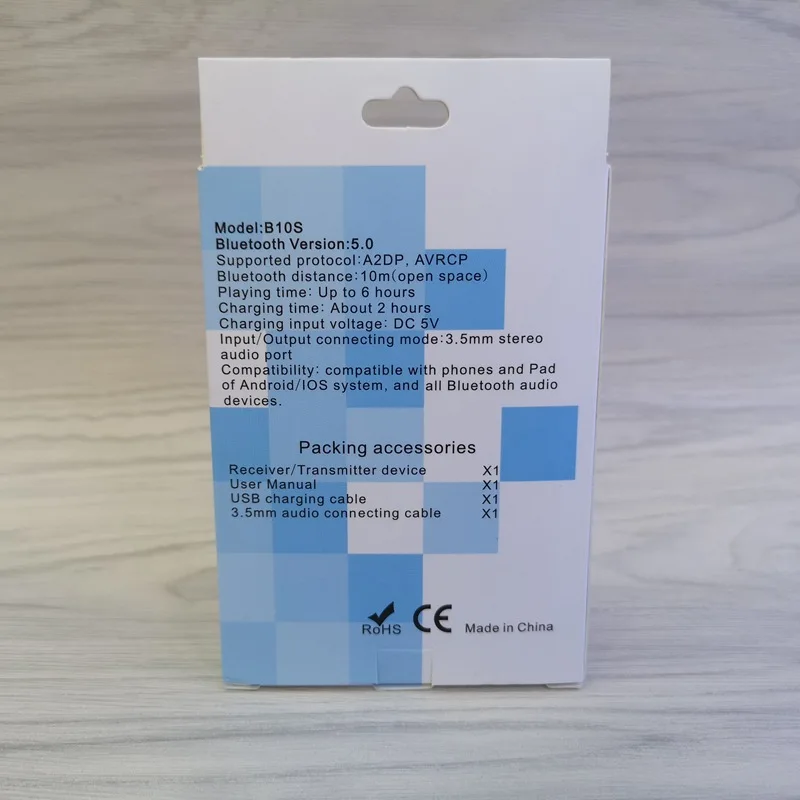 Model:B10S
Bluetooth Version:5.0
Supported protocol:A2DP, AVRCP
Bluetooth distance:10m(open space)
Playing time: Up to 6 hours
Charging time: About 2 hours
Charging input voltage: DC 5V
Input/Output connecting mode:3.5mm stereo
audio port
Compatibility: compatible with phones and Pad
of Android/IOS system, and all Bluetooth audio
devices.
Packing accessories
Receiver/Transmitter device X1
User Manual X1
USB charging cable X1
3.5mm audio connecting cable X1
RoHS CE Made in China